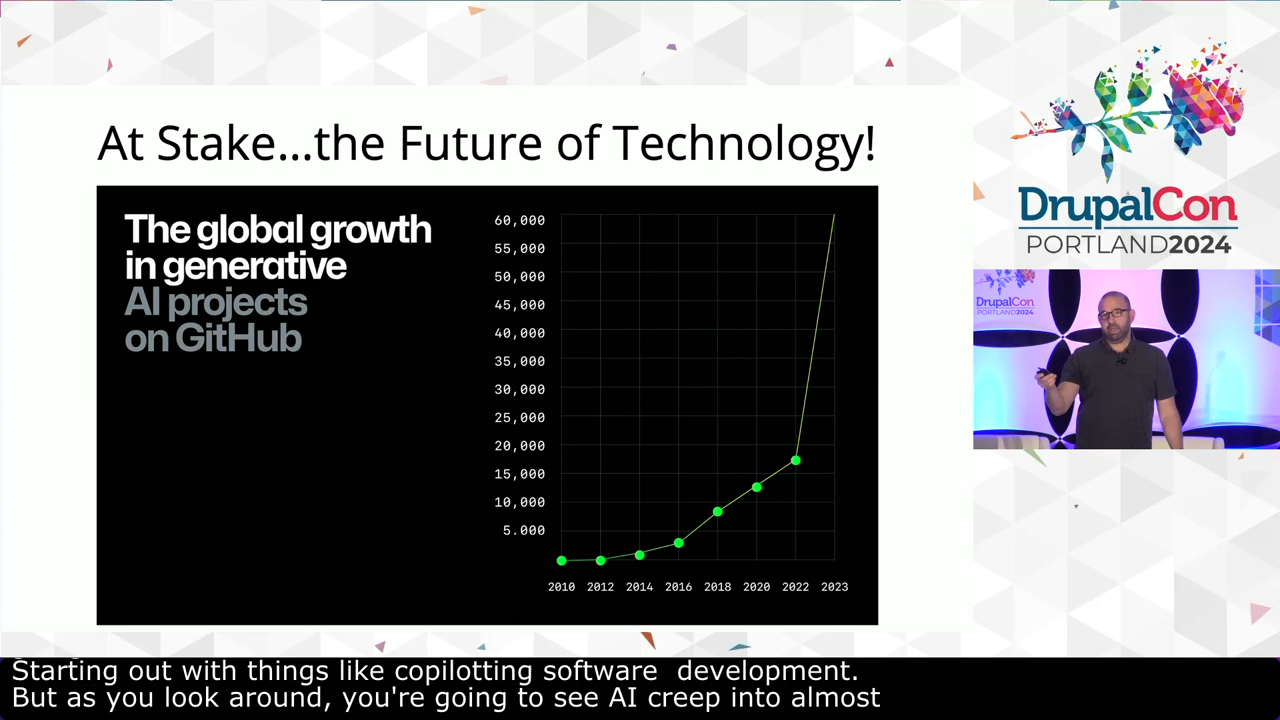 At Stake...the Future of Technology!
The global growth
in generative
AI projects
on GitHub
60,000
55,000
50,000
45,000
40,000
35,000
30,000
25,000
20,000
15,000
10,000
5.000
2010 2012 2014 2016 2018 2020 2022 2023
DrupalCon
PORTLAND2024
DrupalCon
PORTLAND2024
Starting out with things like copilotting software development.
But as you look around, you're going to see AI creep into almost